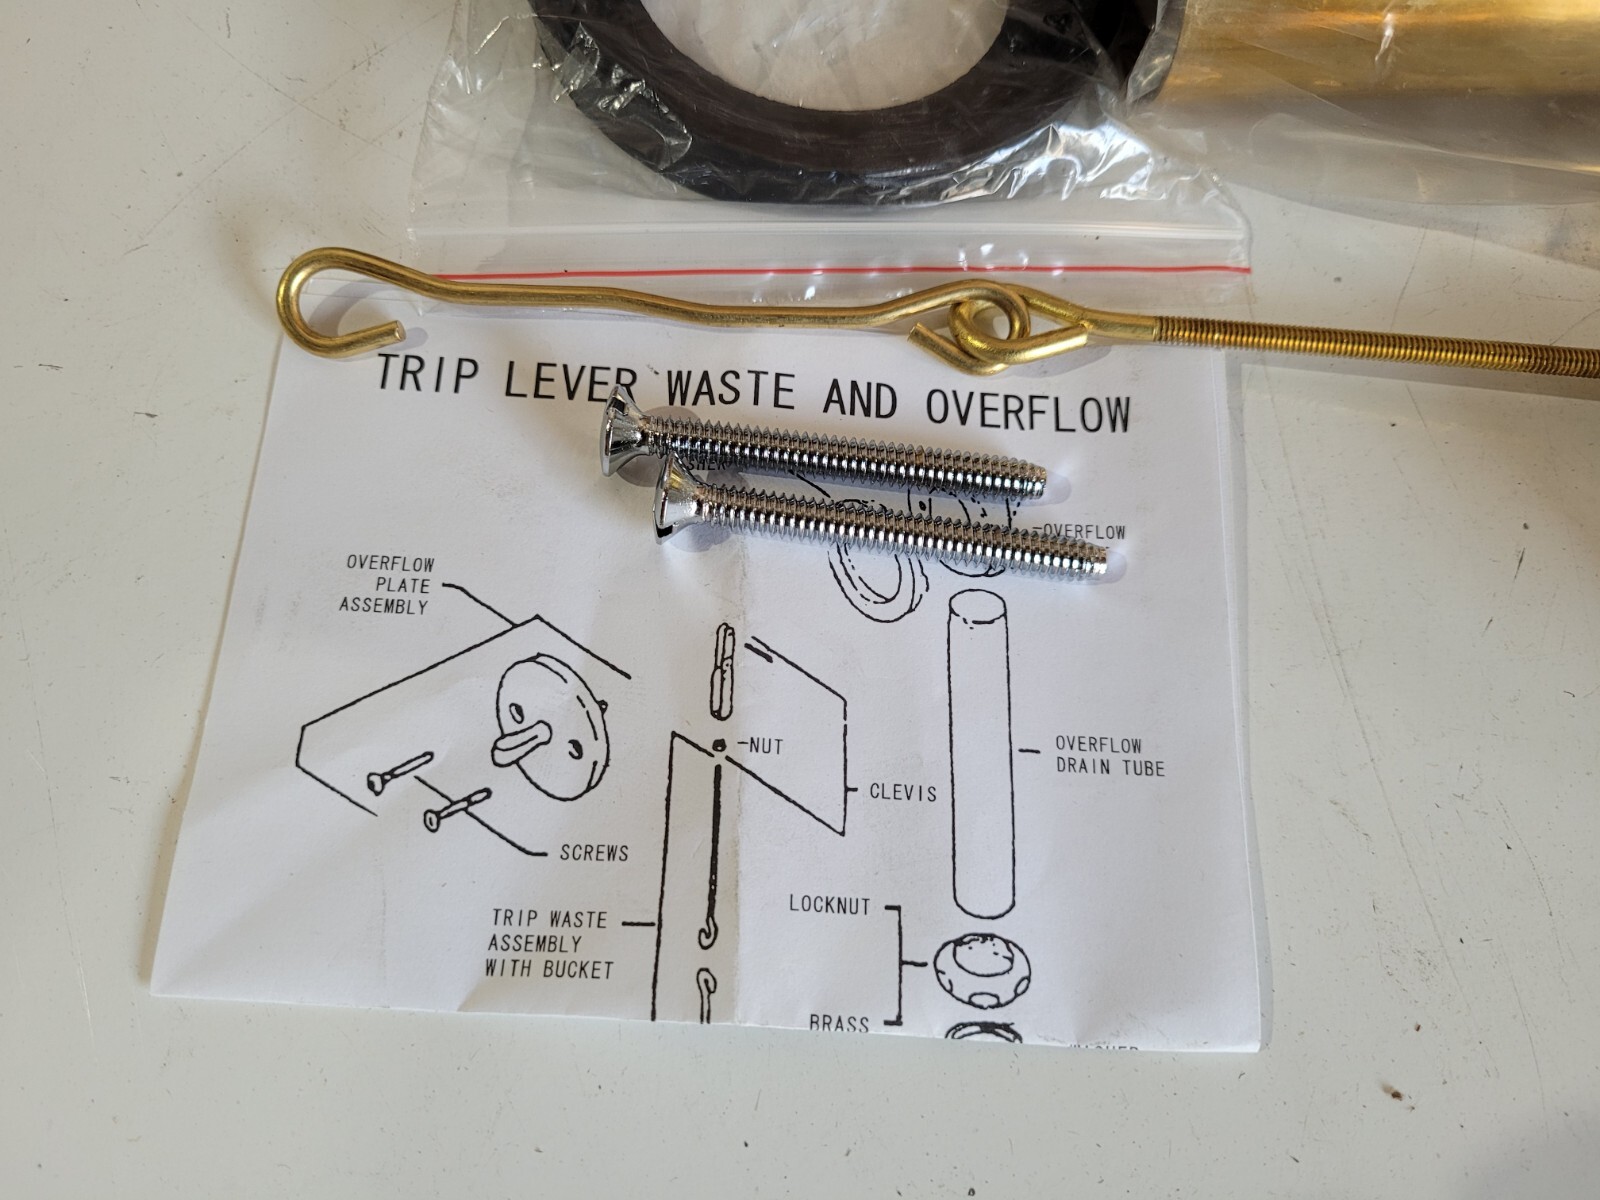 TRIP LEVER WASTE AND OVERFLOW
-OVERFLOW
OVERFLOW
PLATE
ASSEMBLY
-NUT
OVERFLOW
DRAIN TUBE
CLEVIS
SCREWS
LOCKNUT
TRIP WASTE
ASSEMBLY
WITH BUCKET
BRASS